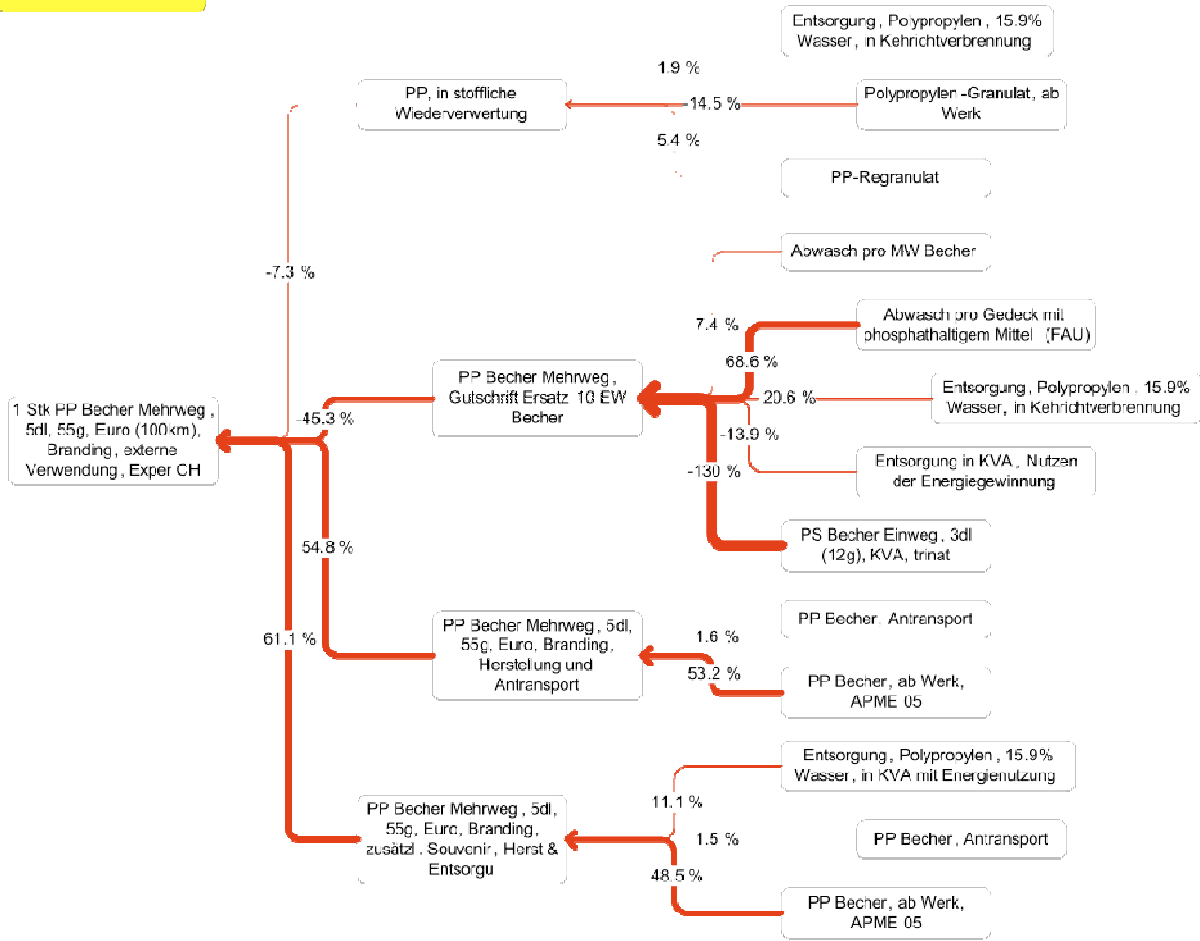 Entsorgung, Polypropylen, 15.9%
Wasser, in Kehrichtverbrennung
1.9 %
PP, in stoffliche
Wiederverwertung
-14.5 %
Polypropylen -Granulat, ab
Werk
5.4 %
PP-Regranulat
Abwasch pro MW Becher
-7.3 %
7.4 %
Abwasch pro Gedeck mit
phosphathaltigem Mittel (FAU)
68.6 %
PP Becher Mehrweg,
Gutschrift Ersatz 10 EW
Becher
20.6 %
Entsorgung, Polypropylen, 15.9%
Wasser, in Kehrichtverbrennung
1 Stk PP Becher Mehrweg,
5dl, 55g, Euro (100km),
Branding, externe
Verwendung, Exper CH
-45.3 %
-13.9 %
-130 %
Entsorgung in KVA, Nutzen
der Energiegewinnung
PS Becher Einweg, 3dl
(12g), KVA, trinat
54.8 %
PP Becher, Antransport
61.1 %
PP Becher Mehrweg, 5dl,
55g, Euro, Branding,
Herstellung und
Antransport
1.6 %
53.2 %
PP Becher, ab Werk,
APME 05
Entsorgung, Polypropylen, 15.9%
Wasser, in KVA mit Energienutzung
11.1 %
PP Becher Mehrweg, 5dl,
55g, Euro, Branding,
zusätzl. Souvenir, Herst &
Entsorgu
1.5 %
PP Becher, Antransport
48.5 %
PP Becher, ab Werk,
APME 05